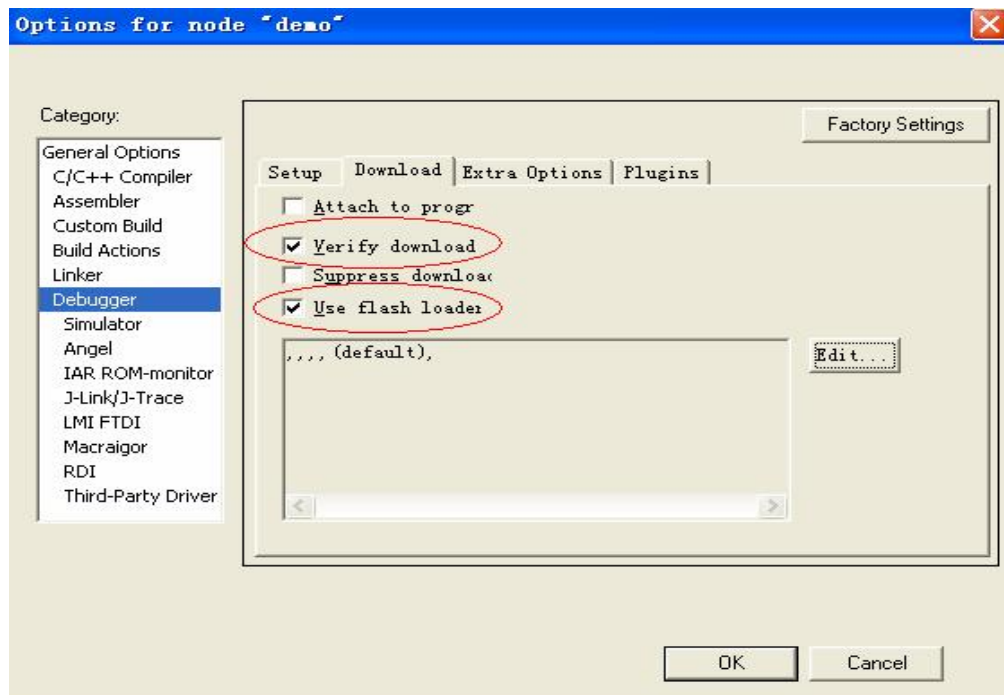 Options for node "demo"
Category:
Factory Settings
General Options
C/C++ Compiler
Assembler
Custom Build
Build Actions
Linker
Debugger
Simulator
Angel
IAR ROM-monitor
J-Link/J-Trace
LMI FTDI
Macraigor
RDI
Third-Party Driver
Setup Download Extra Options Plugins
Attach to progr
Verify download
Suppress downloa
Use flash loader
,,,, (default),
Edit...
OK Cancel